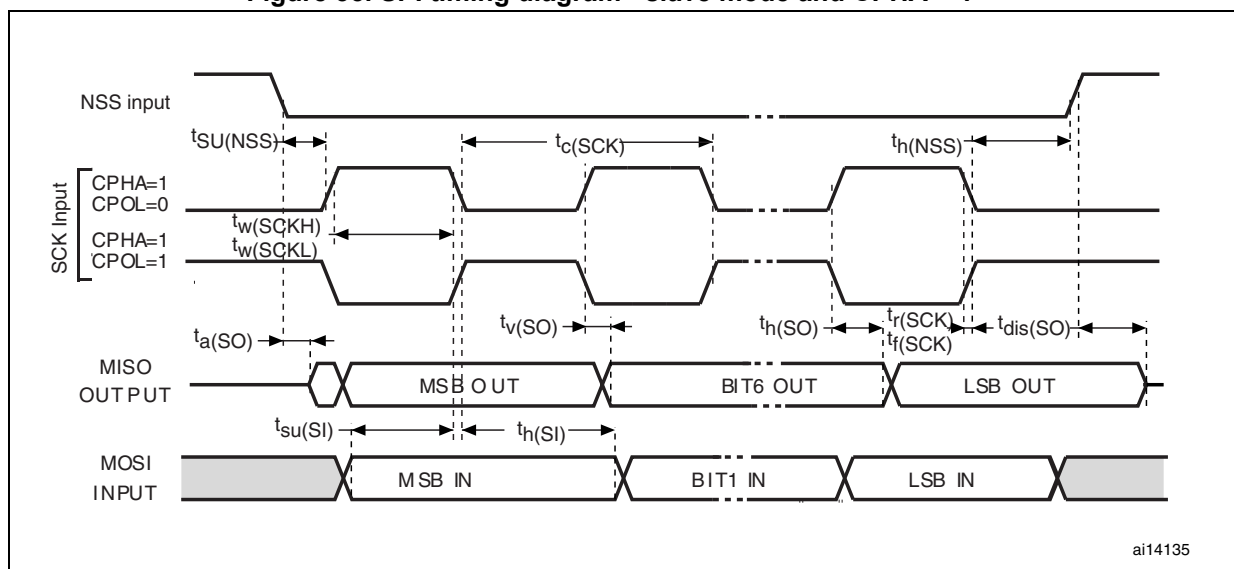 NSS input
tSU(NSS)
tc(SCK)
th(NSS)
SCK Input
CPHA=1
CPOL=0
tw(SCKH)
tw(SCKL)
CPHA=1
CPOL=1
ta(SO)
tv(SO)
th(SO)
tr(SCK)
tf(SCK)
tdis(SO)
MISO
OUTPUT
MSB OUT
BIT6 OUT
LSB OUT
tsu(SI)
th(SI)
MOSI
INPUT
MSB IN
BIT1 IN
LSB IN
ai14135